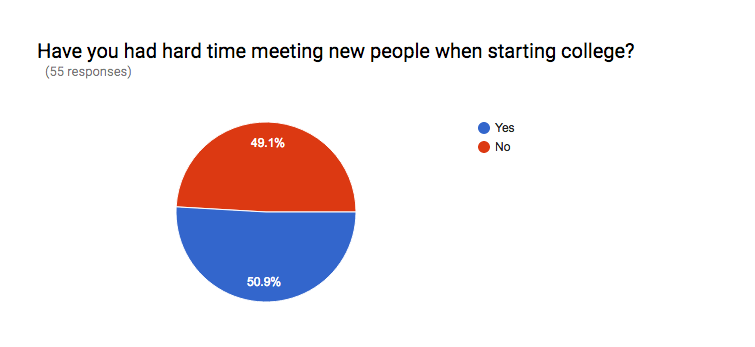 Have you had hard time meeting new people when starting college?
(55 responses)
Yes
No
49.1%
50.9%